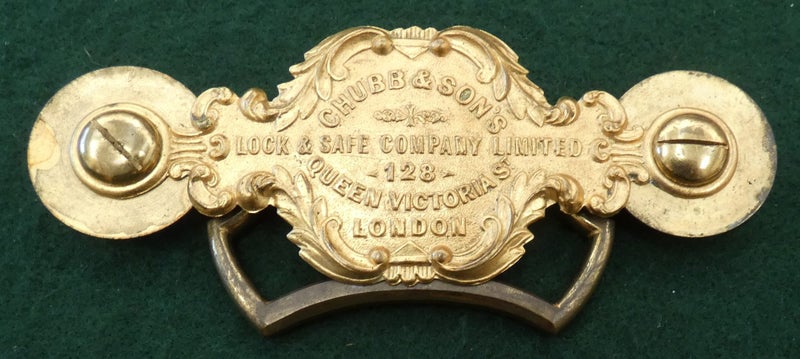 CHUBB & SON'S
LOCK & SAFE COMPANY LIMITED
-128-
QUEEN VICTORIA ST
LONDON